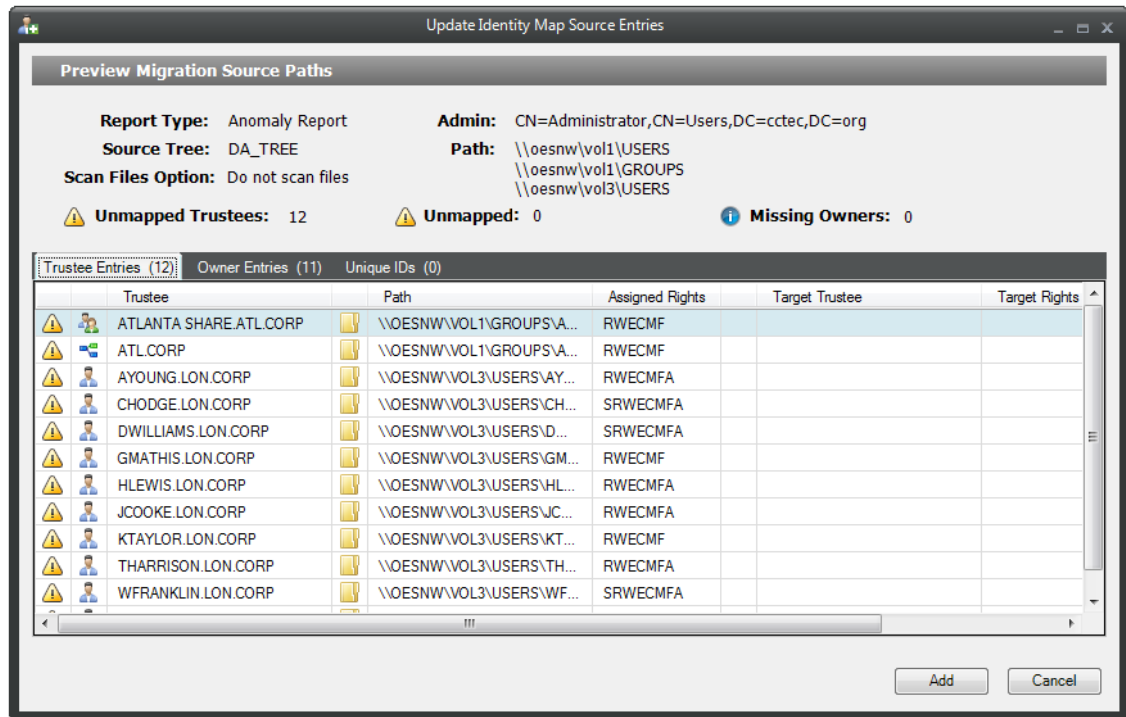 Update Identity Map Source Entries
Preview Migration Source Paths
Report Type: Anomaly Report Admin: CN=Administrator,CN=Users,DC=cctec,DC=org
Source Tree: DA_TREE Path: \\oesnw\vol1\USERS
\\oesnw\vol1\GROUPS
Scan Files Option: Do not scan files
\\oesnw\vol3\USERS
Unmapped Trustees: 12 Unmapped: 0 Missing Owners: 0
Trustee Entries (12) Owner Entries (11) Unique IDs (0)
Trustee Path Assigned Rights Target Trustee Target Rights
ATLANTA SHARE.ATL.CORP \\OESNW\VOL1\GROUPS\A... RWECMF
ATL.CORP \\OESNW\VOL1\GROUPS\A... RWECMF
AYOUNG.LON.CORP \\OESNW\VOL3\USERS\AY... RWECMFA
CHODGE.LON.CORP \\OESNW\VOL3\USERS\CH... SRWECMFA
DWILLIAMS.LON.CORP \\OESNW\VOL3\USERS\D... SRWECMFA
GMATHIS.LON.CORP \\OESNW\VOL3\USERS\GM... RWECMF
HLEWIS.LON.CORP \\OESNW\VOL3\USERS\HL... RWECMFA
JCOOKE.LON.CORP \\OESNW\VOL3\USERS\JC... RWECMFA
KTAYLOR.LON.CORP \\OESNW\VOL3\USERS\KT... RWECMF
THARRISON.LON.CORP \\OESNW\VOL3\USERS\TH... RWECMFA
WFRANKLIN.LON.CORP \\OESNW\VOL3\USERS\WF... SRWECMFA
Add Cancel